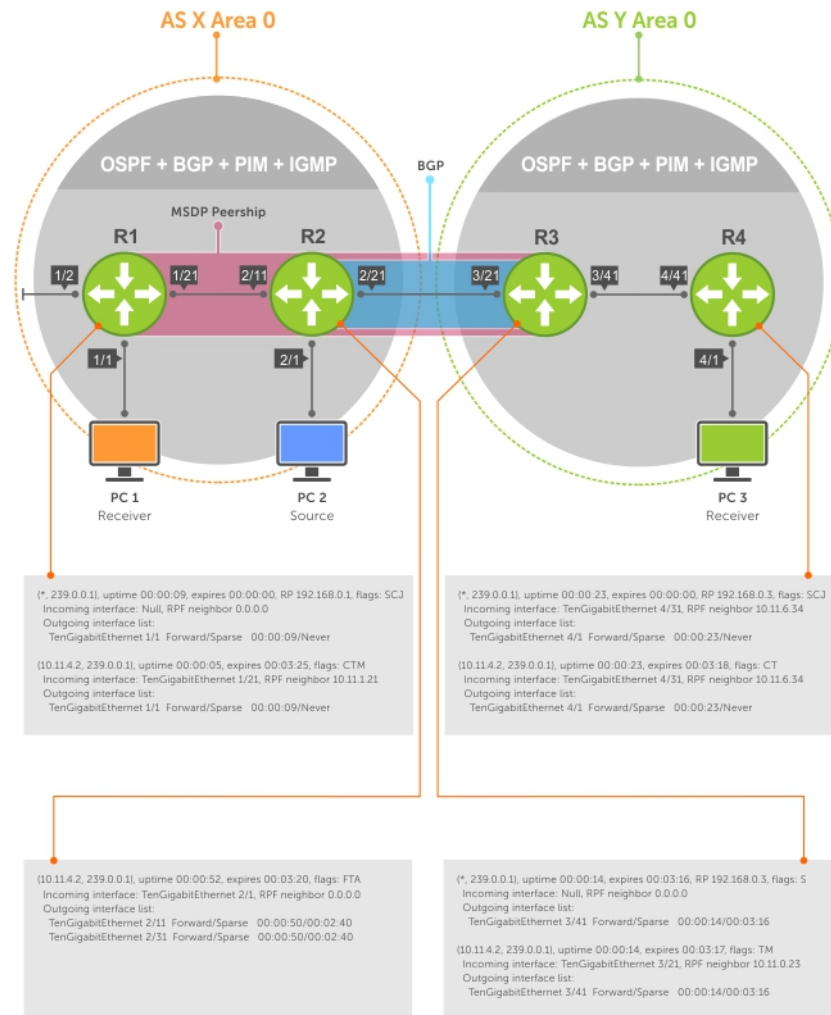 AS X Area 0
AS Y Area 0
OSPF + BGP + PIM + IGMP
BGP
OSPF + BGP + PIM + IGMP
MSDP Peership
R1
R2
R3
R4
1/2
1/21
2/11
2/21
3/21
3/41
4/41
1/1
2/1
4/1
PC 1
Receiver
PC 2
Source
PC 3
Receiver
(*, 239.0.0.1), uptime 00:00:09, expires 00:00:00, RP 192.168.0.1, flags: SCJ
Incoming interface: Null, RPF neighbor 0.0.0.0
Outgoing interface list:
TenGigabitEthernet 1/1 Forward/Sparse 00:00:09/Never
(10.11.4.2, 239.0.0.1), uptime 00:00:05, expires 00:03:25, flags: CTM
Incoming interface: TenGigabitEthernet 1/21, RPF neighbor 10.11.1.21
Outgoing interface list:
TenGigabitEthernet 1/1 Forward/Sparse 00:00:09/Never
(*, 239.0.0.1), uptime 00:00:23, expires 00:00:00, RP 192.168.0.3, flags: SCJ
Incoming interface: TenGigabitEthernet 4/31, RPF neighbor 10.11.6.34
Outgoing interface list:
TenGigabitEthernet 4/1 Forward/Sparse 00:00:23/Never
(10.11.4.2, 239.0.0.1), uptime 00:00:23, expires 00:03:18, flags: CT
Incoming interface: TenGigabitEthernet 4/31, RPF neighbor 10.11.6.34
Outgoing interface list:
TenGigabitEthernet 4/1 Forward/Sparse 00:00:23/Never
(10.11.4.2, 239.0.0.1), uptime 00:00:52, expires 00:03:20, flags: FTA
Incoming interface: TenGigabitEthernet 2/1, RPF neighbor 0.0.0.0
Outgoing interface list:
TenGigabitEthernet 2/11 Forward/Sparse 00:00:50/00:02:40
TenGigabitEthernet 2/31 Forward/Sparse 00:00:50/00:02:40
(*, 239.0.0.1), uptime 00:00:14, expires 00:03:16, RP 192.168.0.3, flags: S
Incoming interface: Null, RPF neighbor 0.0.0.0
Outgoing interface list:
TenGigabitEthernet 3/41 Forward/Sparse 00:00:14/00:03:16
(10.11.4.2, 239.0.0.1), uptime 00:00:14, expires 00:03:17, flags: TM
Incoming interface: TenGigabitEthernet 3/21, RPF neighbor 10.11.0.23
Outgoing interface list:
TenGigabitEthernet 3/41 Forward/Sparse 00:00:14/00:03:16